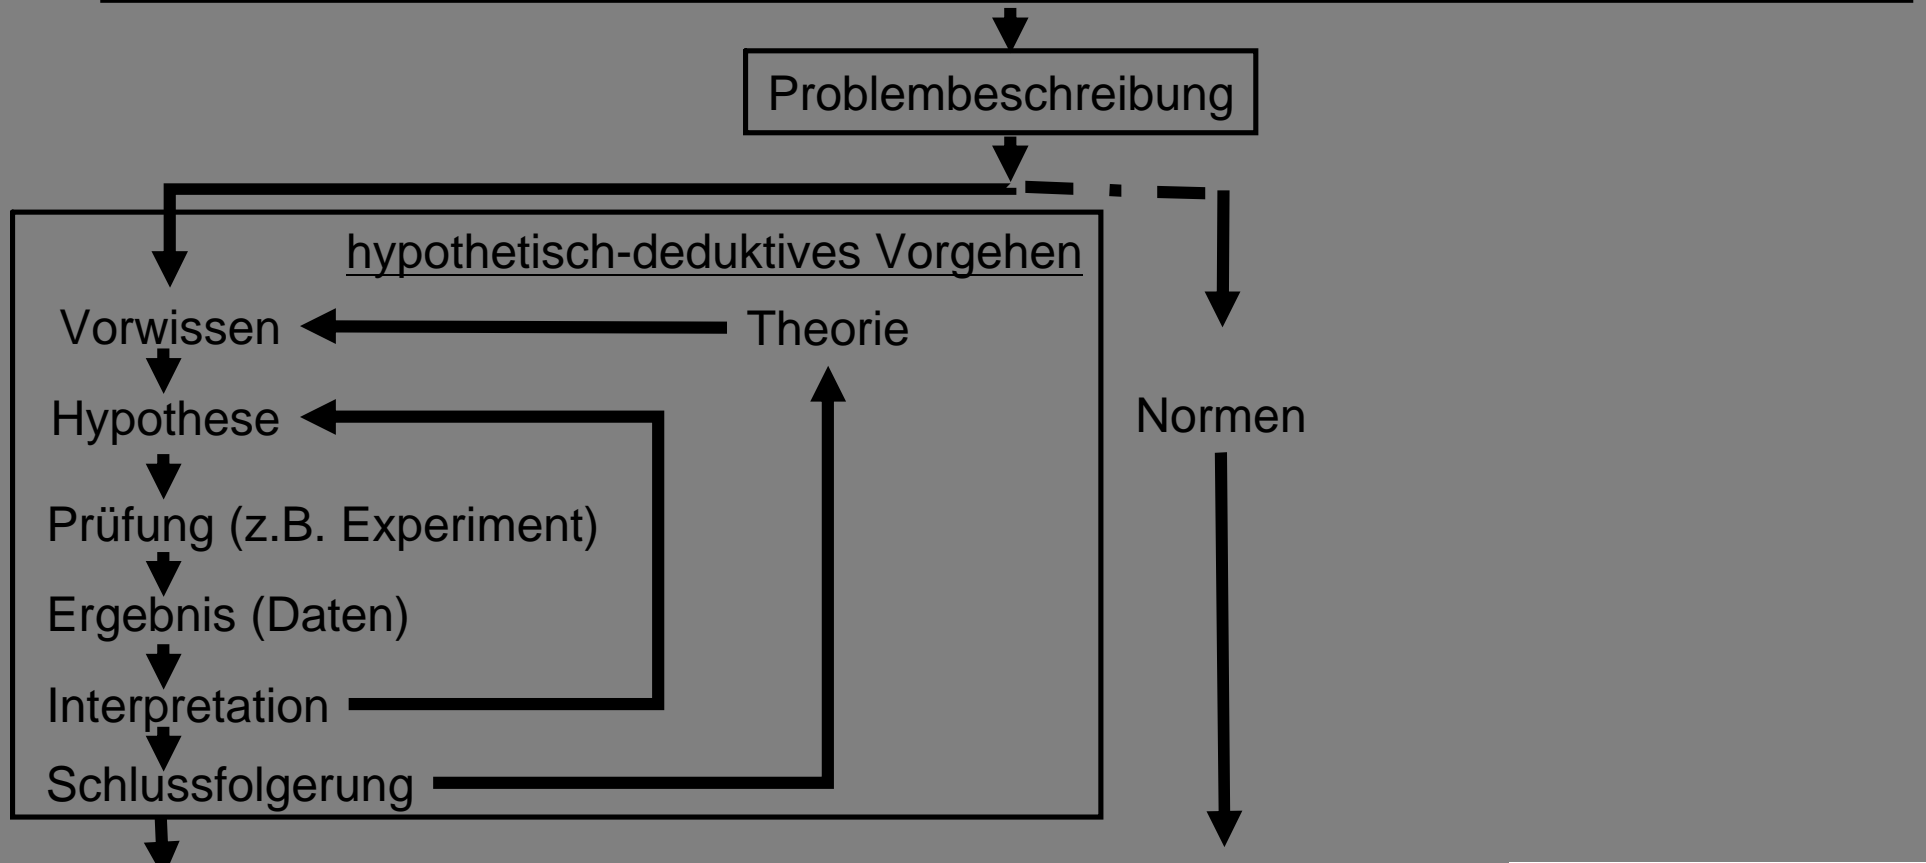 Problembeschreibung
hypothetisch-deduktives Vorgehen
Vorwissen
Theorie
Hypothese
Normen
Prüfung (z.B. Experiment)
Ergebnis (Daten)
Interpretation
Schlussfolgerung